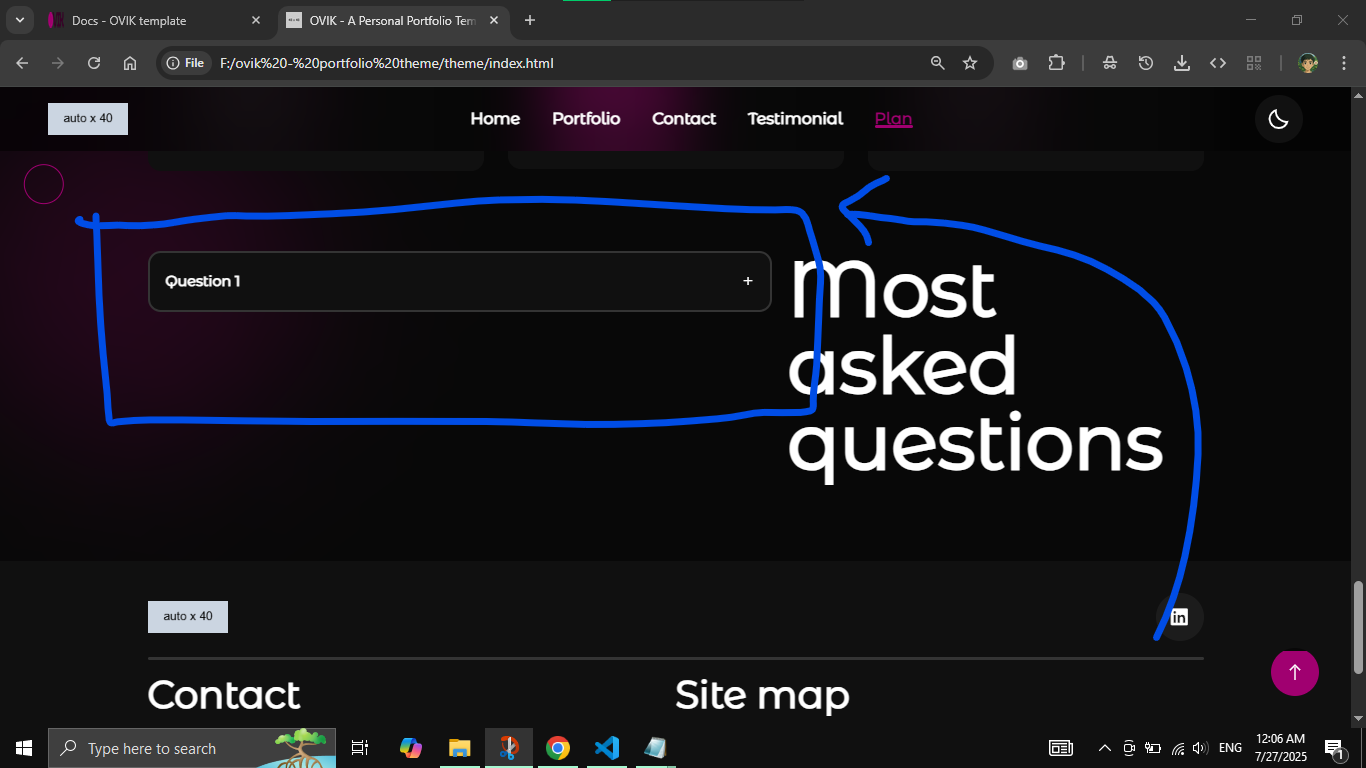 Docs - OVIK template
OVIK - A Personal Portfolio Tem
File
F:/ovik%20-%20portfolio%20theme/theme/index.html
auto x 40
Home
Portfolio
Contact
Testimonial
Plan
Question 1
+
Most
asked
questions
auto x 40
in
Contact
Site map
Type here to search
ENG
12:06 AM
7/27/2025
1